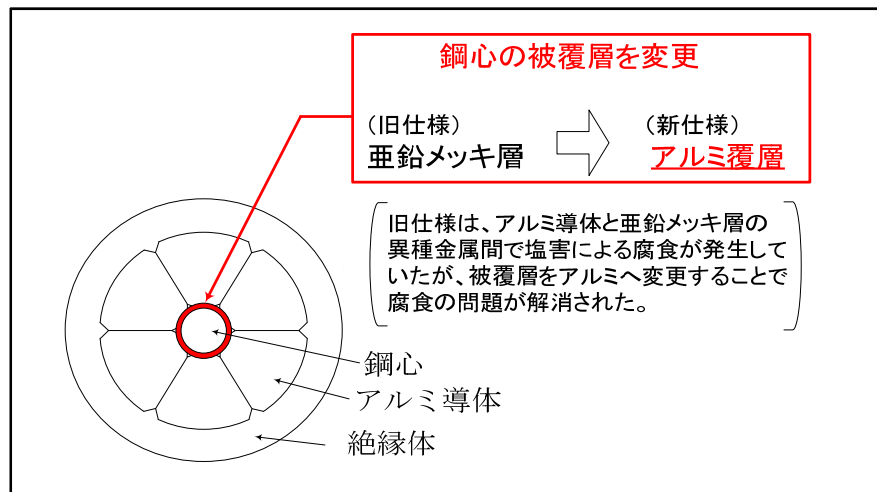 鋼心の被覆層を変更
（旧仕様）
亜鉛メッキ層
（新仕様）
アルミ覆層
旧仕様は、アルミ導体と亜鉛メッキ層の
異種金属間で塩害による腐食が発生して
いたが、被覆層をアルミへ変更することで
腐食の問題が解消された。
鋼心
アルミ導体
絶縁体